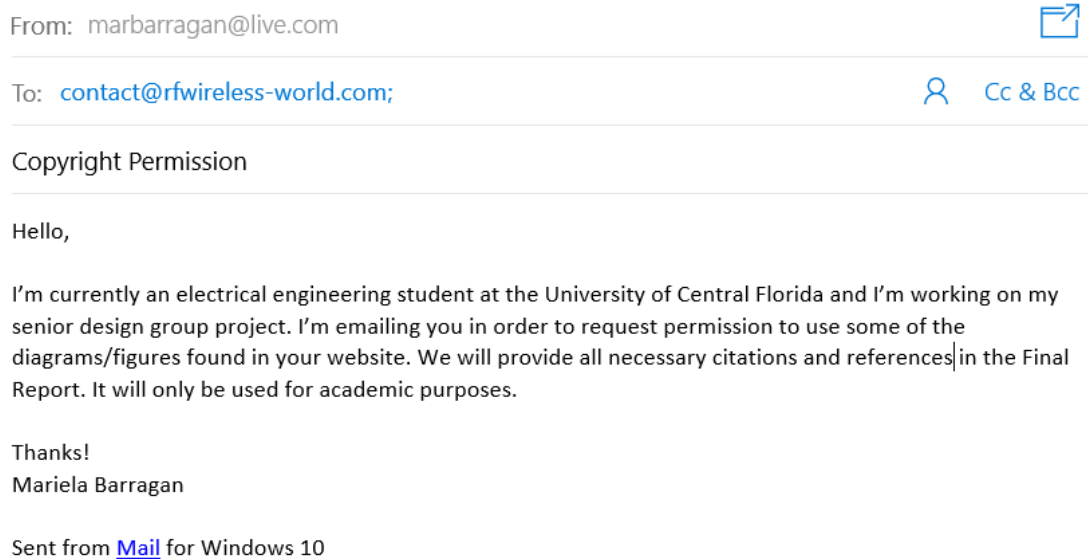 From: marbarragan@live.com
To: contact@rfwireless-world.com; Cc & Bcc
Copyright Permission
Hello,
I'm currently an electrical engineering student at the University of Central Florida and I'm working on my
senior design group project. I'm emailing you in order to request permission to use some of the
diagrams/figures found in your website. We will provide all necessary citations and references in the Final
Report. It will only be used for academic purposes.
Thanks!
Mariela Barragan
Sent from Mail for Windows 10